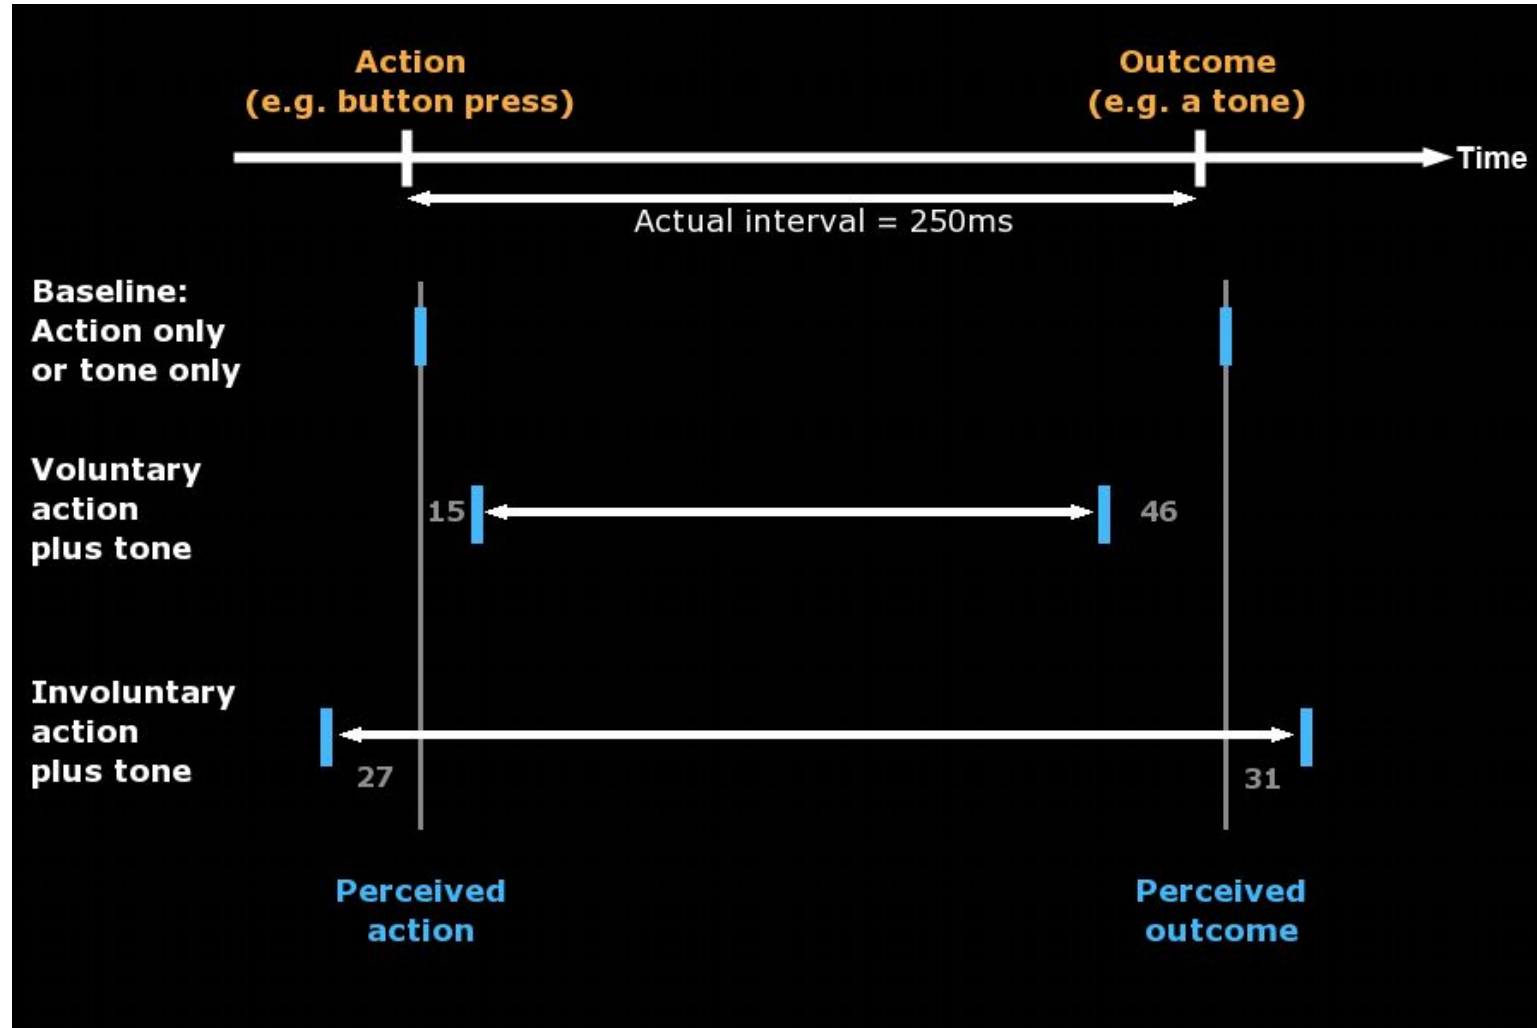 Action
(e.g. button press)
Outcome
(e.g. a tone)
Time
Actual interval = 250ms
Baseline:
Action only
or tone only
Voluntary
action
plus tone
15
46
Involuntary
action
plus tone
27
31
Perceived
action
Perceived
outcome